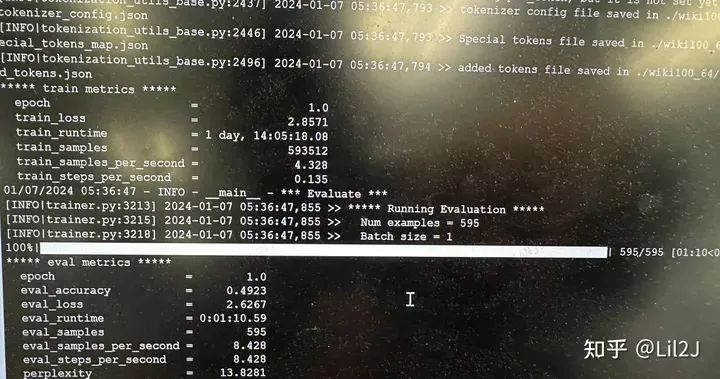 [INFO|tokenization_utils_base.py:2437] 2024-01-07 05:36:47,793 >> tokenizer config file saved in ./wiki100_64/
tokenizer_config.json
[INFO|tokenization_utils_base.py:2446] 2024-01-07 05:36:47,793 >> Special tokens file saved in ./wiki100_6
ecial_tokens_map.json
[INFO|tokenization_utils_base.py:2496] 2024-01-07 05:36:47,794 >> added tokens file saved in ./wiki100_64/
d_tokens.json
***** train metrics *****
epoch = 1.0
train_loss = 2.8571
train_runtime = 1 day, 14:05:18.08
train_samples = 593512
train_samples_per_second = 4.328
train_steps_per_second = 0.135
01/07/2024 05:36:47 - INFO - __main__ - *** Evaluate ***
[INFO|trainer.py:3213] 2024-01-07 05:36:47,855 >> ***** Running Evaluation *****
[INFO|trainer.py:3215] 2024-01-07 05:36:47,855 >> Num examples = 595
[INFO|trainer.py:3218] 2024-01-07 05:36:47,855 >> Batch size = 1
100%| | 595/595 [01:10<0
***** eval metrics *****
epoch = 1.0
eval_accuracy = 0.4923
eval_loss = 2.6267
eval_runtime = 0:01:10.59
eval_samples = 595
eval_samples_per_second = 8.428
eval_steps_per_second = 8.428
perplexity = 13.8281
知乎 @Lil2J